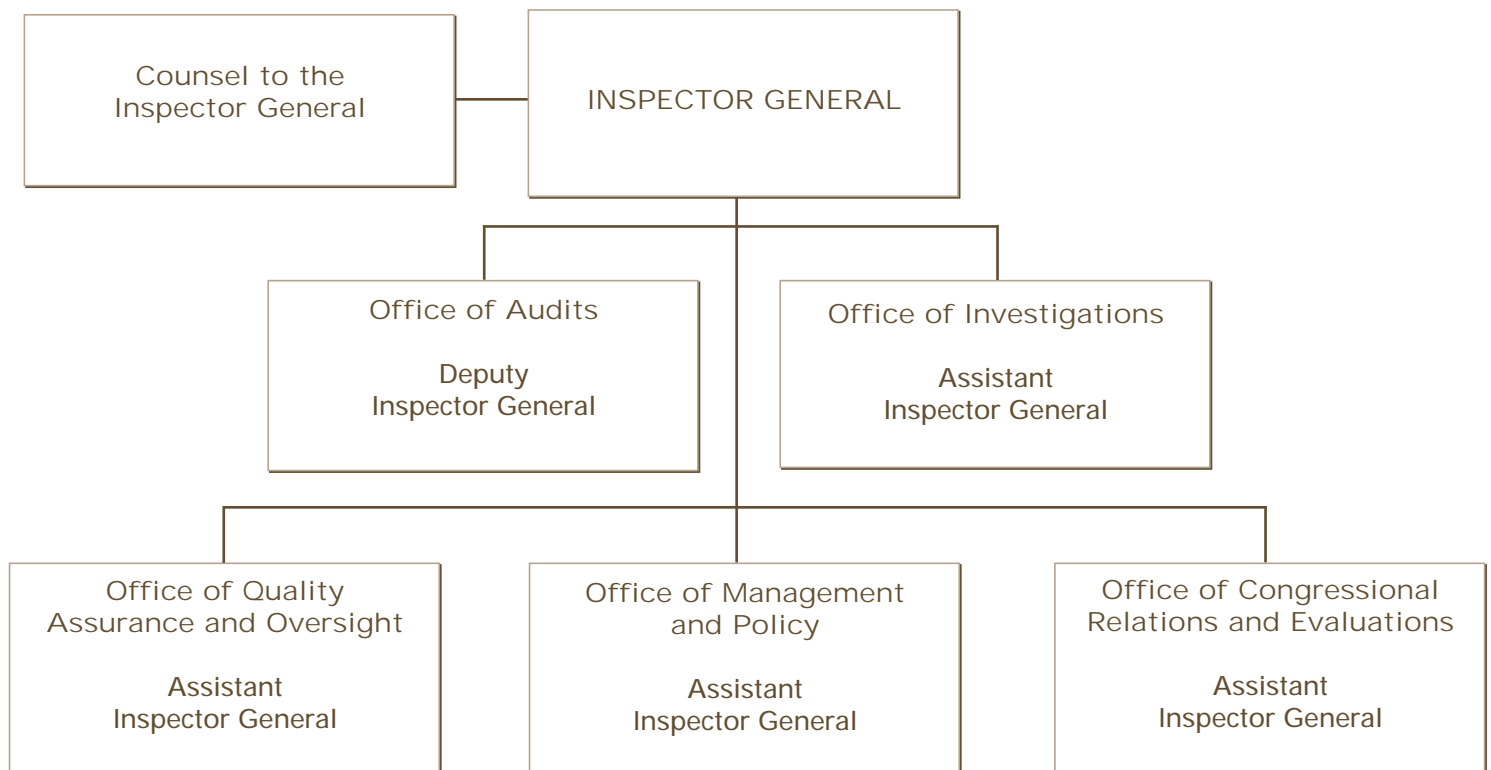 Counsel to the
Inspector General
INSPECTOR GENERAL
Office of Audits
Deputy
Inspector General
Office of Investigations
Assistant
Inspector General
Office of Quality
Assurance and Oversight
Assistant
Inspector General
Office of Management
and Policy
Assistant
Inspector General
Office of Congressional
Relations and Evaluations
Assistant
Inspector General